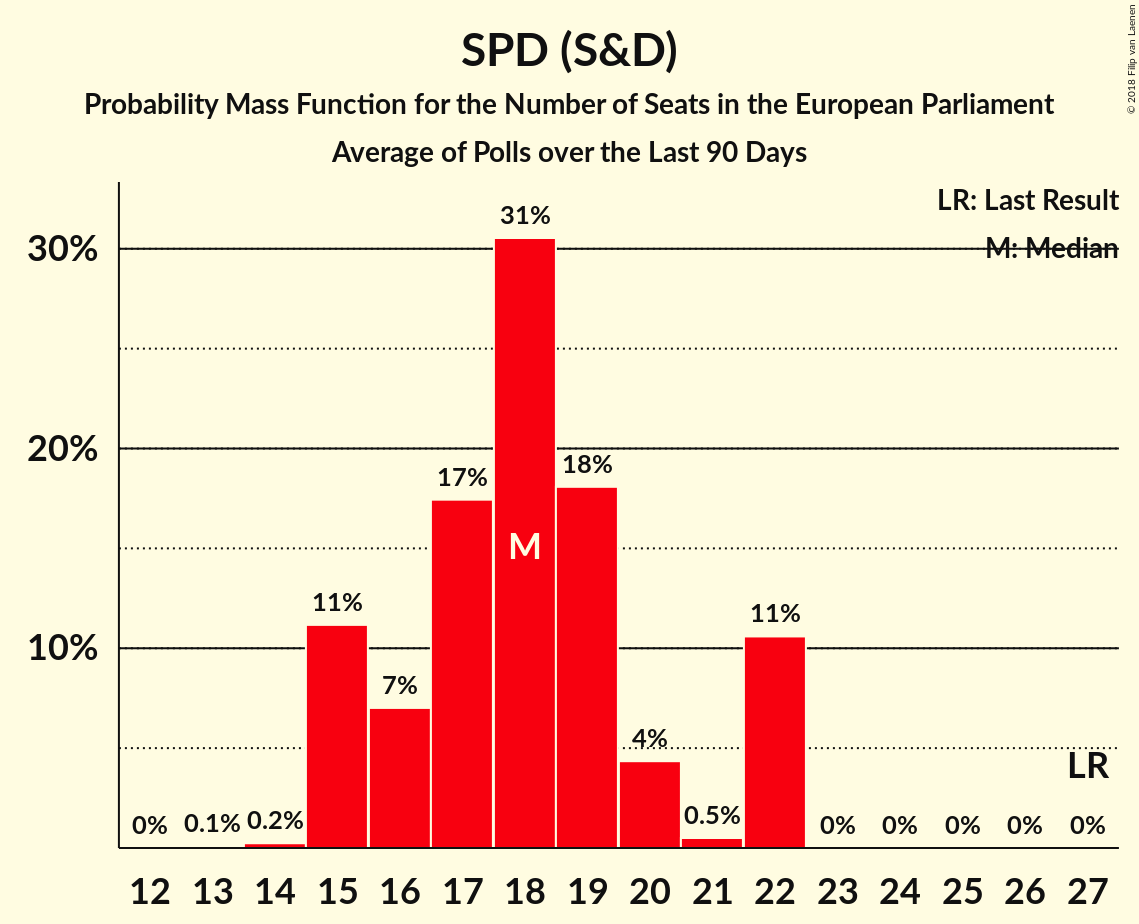 SPD (S&D)
Probability Mass Function for the Number of Seats in the European Parliament
Average of Polls over the Last 90 Days
© 2018 Filip van Laenen
LR: Last Result
M: Median
30%
20%
10%
0%
0.1%
0.2%
11%
7%
17%
31%
M
18%
4%
0.5%
11%
0%
0%
0%
0%
0%
LR
12 13 14 15 16 17 18 19 20 21 22 23 24 25 26 27